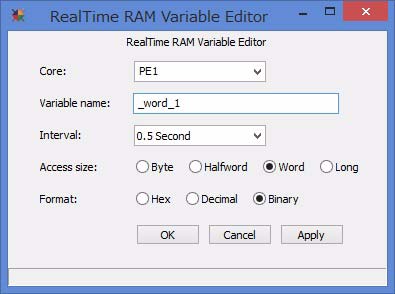 RealTime RAM Variable Editor
RealTime RAM Variable Editor
Core: PE1
Variable name: _word_1
Interval: 0.5 Second
Access size: Byte Halfword Word Long
Format: Hex Decimal Binary
OK Cancel Apply